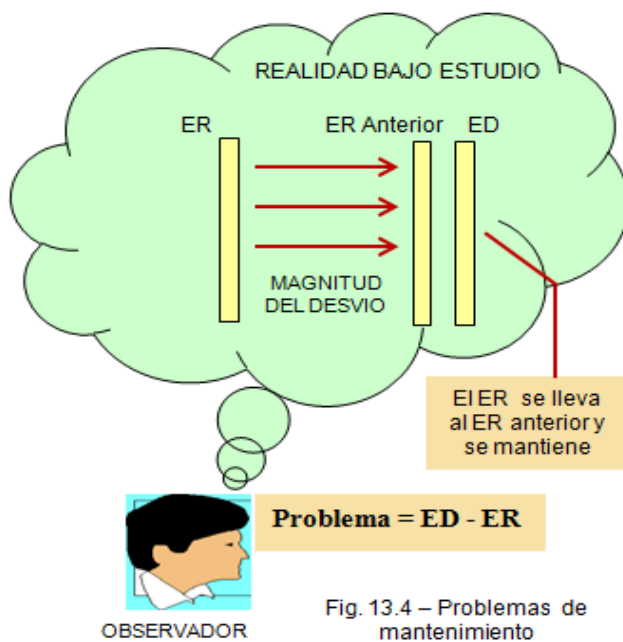 REALIDAD BAJO ESTUDIO
ER
ER Anterior
ED
MAGNITUD
DEL DESVIO
El ER se lleva
al ER anterior y
se mantiene
Problema = ED - ER
OBSERVADOR
Fig. 13.4 – Problemas de
mantenimiento